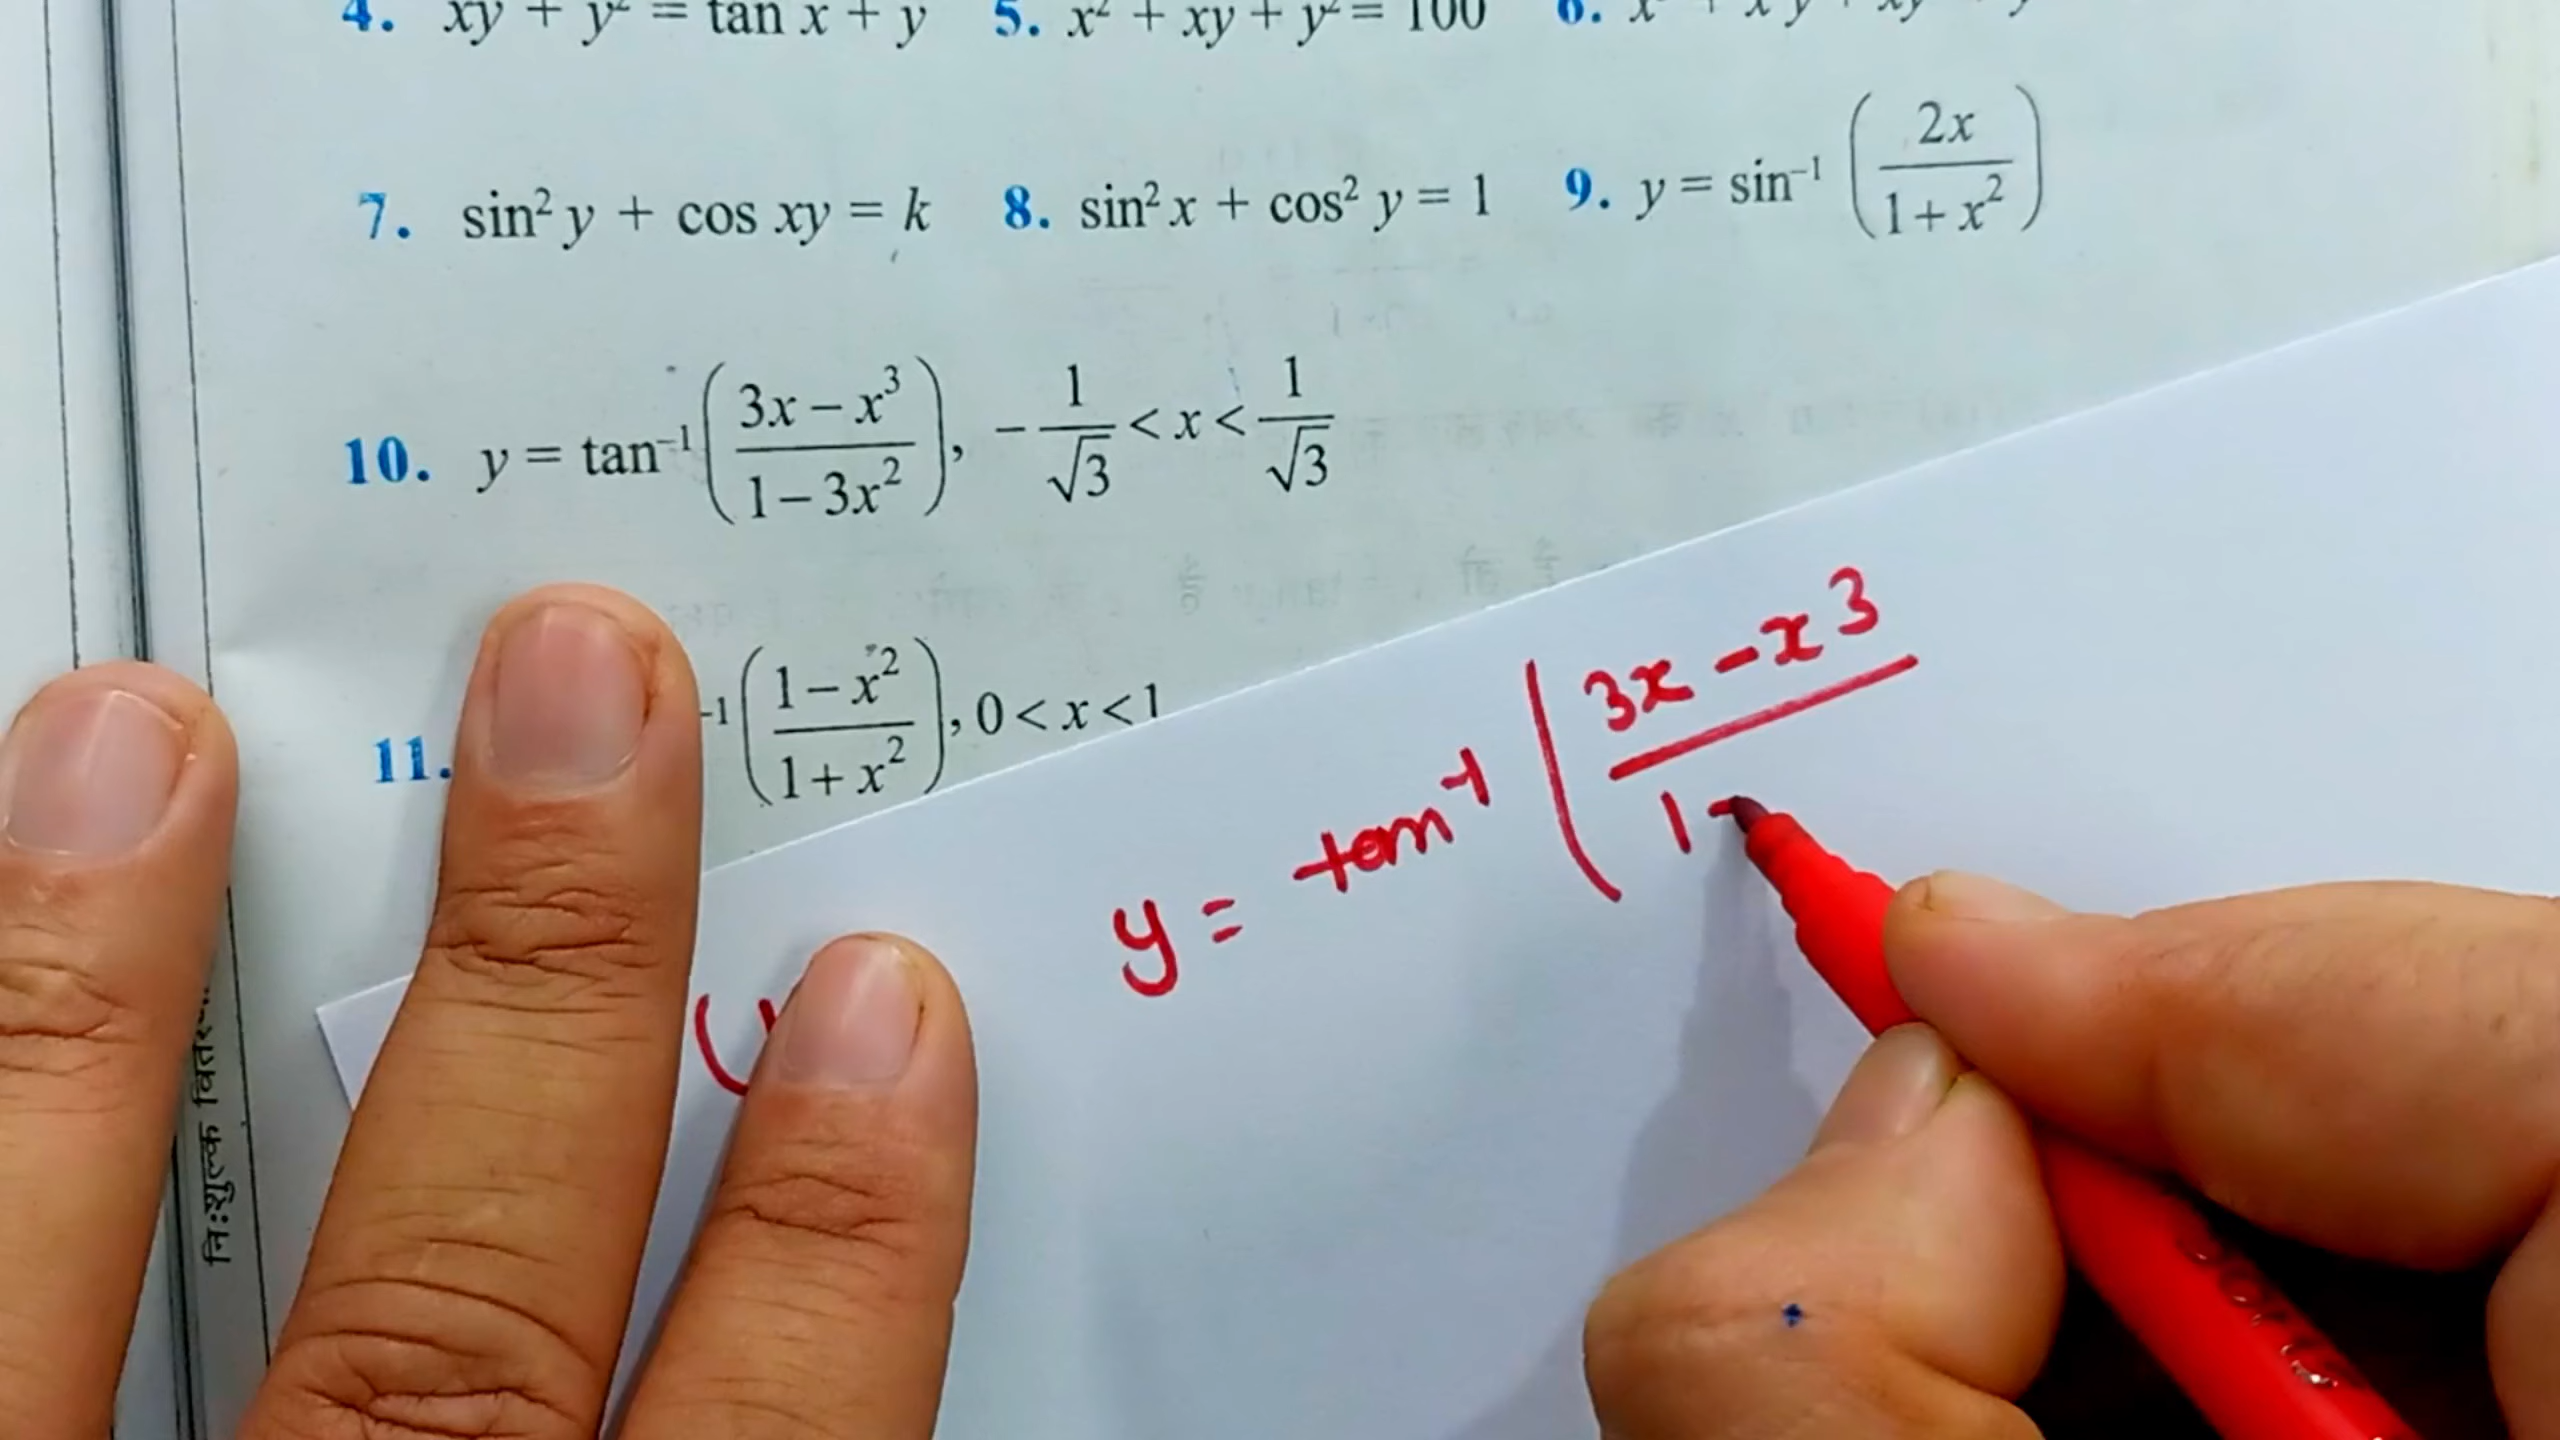 4. xy + y² = tan x + y 5. x² + xy + y² = 100 6.
7. sin² y + cos xy = k 8. sin² x + cos² y = 1 9. y = sin⁻¹ (2x / 1 + x²)
10. y = tan⁻¹ (3x − x³ / 1 − 3x²), − 1/√3 < x < 1/√3
11. ⁻¹ (1 − x² / 1 + x²), 0 < x < 1
y = tan⁻¹ (3x − x³ / 1 −
नि:शुल्क